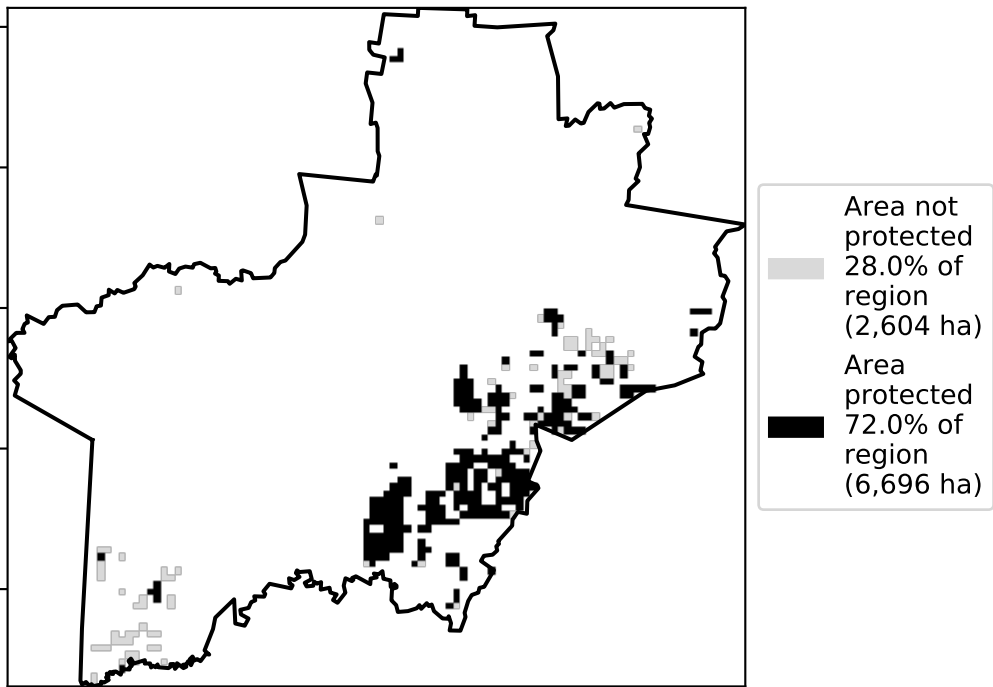 Area not
protected
28.0% of
region
(2,604 ha)
Area
protected
72.0% of
region
(6,696 ha)